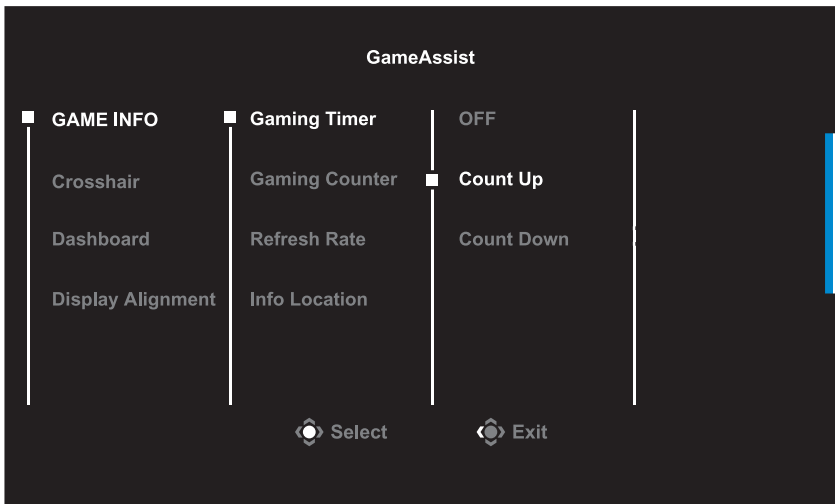 GameAssist
GAME INFO Gaming Timer OFF
Crosshair Gaming Counter Count Up
Dashboard Refresh Rate Count Down
Display Alignment Info Location
Select Exit